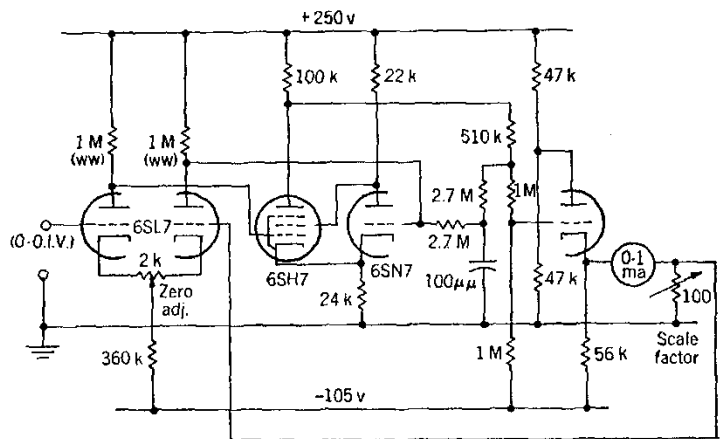 +250 v
100 k
22 k
47 k
1 M
(ww)
1 M
(ww)
510 k
2.7 M
1M
(0-0.1.V.)
6SL7
6SH7
6SN7
2.7 M
0-1
ma
2 k
Zero
adj.
100μμ
24 k
47 k
100
Scale
factor
360 k
1 M
56 k
−105 v